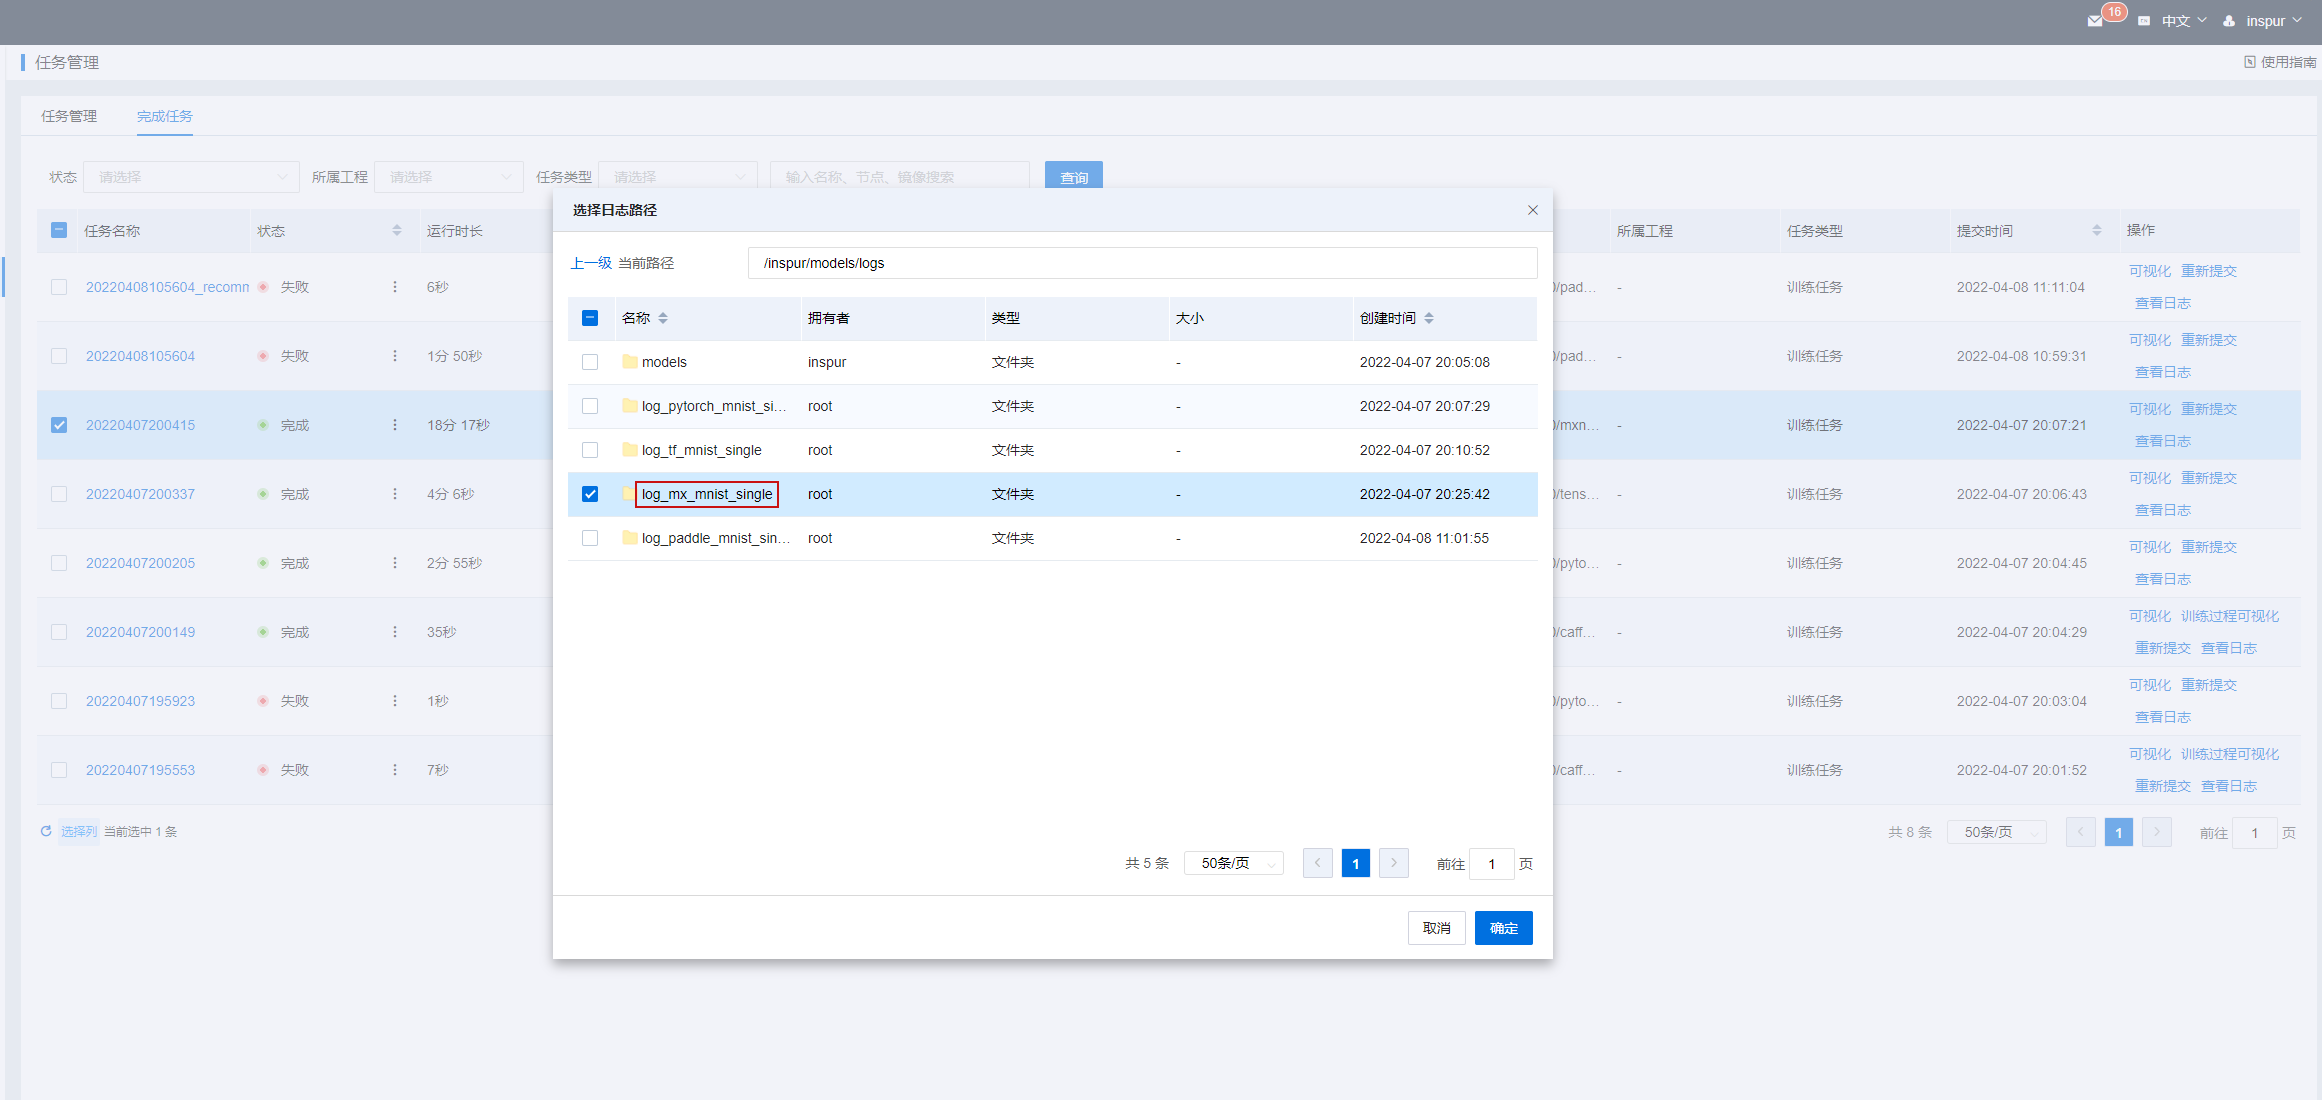 16 中文 inspur
任务管理 使用指南
任务管理 完成任务
状态 请选择 所属工程 请选择 任务类型 请选择 输入名称、节点、镜像搜索 查询
任务名称 状态 运行时长 所属工程 任务类型 提交时间 操作
20220408105604_recomm 失败 6秒 /pad... - 训练任务 2022-04-08 11:11:04 可视化 重新提交
查看日志
20220408105604 失败 1分 50秒 /pad... - 训练任务 2022-04-08 10:59:31 可视化 重新提交
查看日志
20220407200415 完成 18分 17秒 /mxn... - 训练任务 2022-04-07 20:07:21 可视化 重新提交
查看日志
20220407200337 完成 4分 6秒 /tens... - 训练任务 2022-04-07 20:06:43 可视化 重新提交
查看日志
20220407200205 完成 2分 55秒 /pyto... - 训练任务 2022-04-07 20:04:45 可视化 重新提交
查看日志
20220407200149 完成 35秒 /caff... - 训练任务 2022-04-07 20:04:29 可视化 训练过程可视化
重新提交 查看日志
20220407195923 失败 1秒 /pyto... - 训练任务 2022-04-07 20:03:04 可视化 重新提交
查看日志
20220407195553 失败 7秒 /caff... - 训练任务 2022-04-07 20:01:52 可视化 训练过程可视化
重新提交 查看日志
选择列 当前选中 1 条 共 8 条 50条/页 1 前往 1 页
选择日志路径
上一级 当前路径 /inspur/models/logs
名称 拥有者 类型 大小 创建时间
models inspur 文件夹 - 2022-04-07 20:05:08
log_pytorch_mnist_si... root 文件夹 - 2022-04-07 20:07:29
log_tf_mnist_single root 文件夹 - 2022-04-07 20:10:52
log_mx_mnist_single root 文件夹 - 2022-04-07 20:25:42
log_paddle_mnist_sin... root 文件夹 - 2022-04-08 11:01:55
共 5 条 50条/页 1 前往 1 页
取消 确定